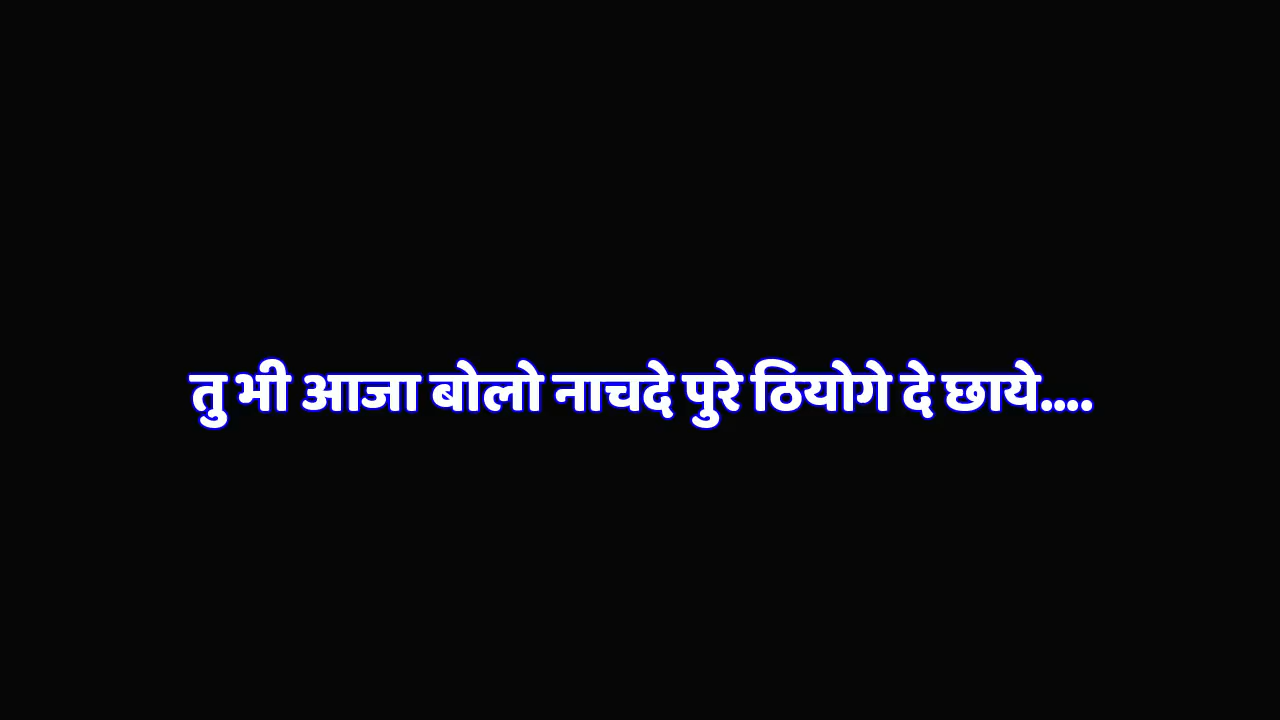 तु भी आजा बोलो नाचदे पुरे ठियोगे दे छाये....